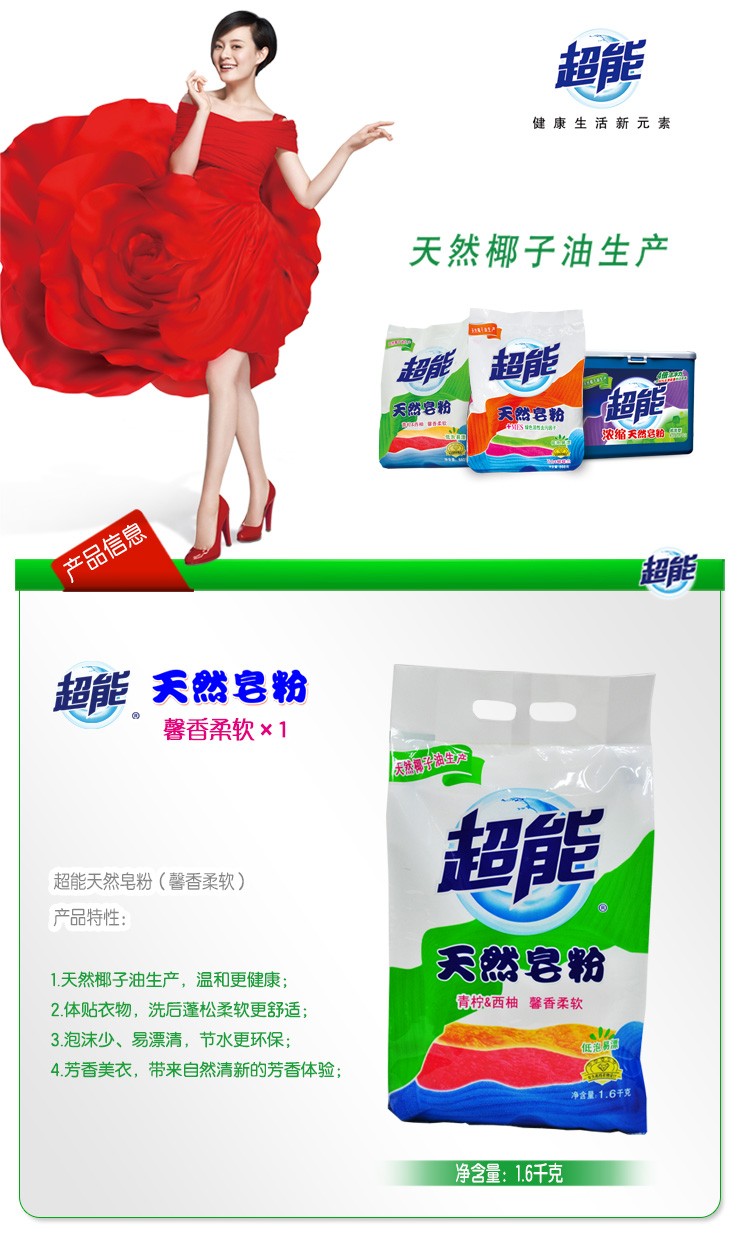 超能
健康生活新元素
天然椰子油生产
超能
天然皂粉
馨香柔软
超能
天然皂粉
+MES
超能
浓缩天然皂粉
产品信息
超能
超能®
天然皂粉
馨香柔软×1
超能天然皂粉(馨香柔软)
产品特性:
1.天然椰子油生产，温和更健康;
2.体贴衣物，洗后蓬松柔软更舒适;
3.泡沫少、易漂清，节水更环保;
4.芳香美衣，带来自然清新的芳香体验;
天然椰子油生产
超能
®
天然皂粉
青柠&西柚 馨香柔软
低泡易漂
净含量:1.6千克
净含量: 1.6千克